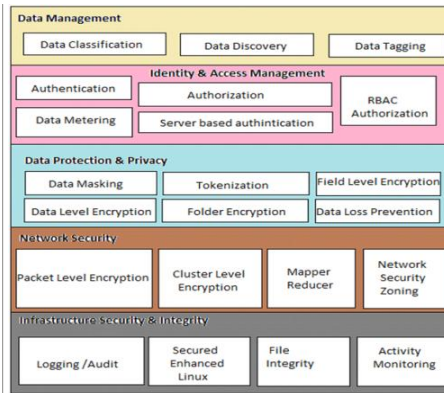 Data Management
Data Classification
Data Discovery
Data Tagging
Identity & Access Management
Authentication
Authorization
RBAC
Authorization
Data Metering
Server based authintication
Data Protection & Privacy
Data Masking
Tokenization
Field Level Encryption
Data Level Encryption
Folder Encryption
Data Loss Prevention
Network Security
Packet Level Encryption
Cluster Level
Encryption
Mapper
Reducer
Network
Security
Zoning
Infrastructure Security & Integrity
Logging /Audit
Secured
Enhanced
Linux
File
Integrity
Activity
Monitoring